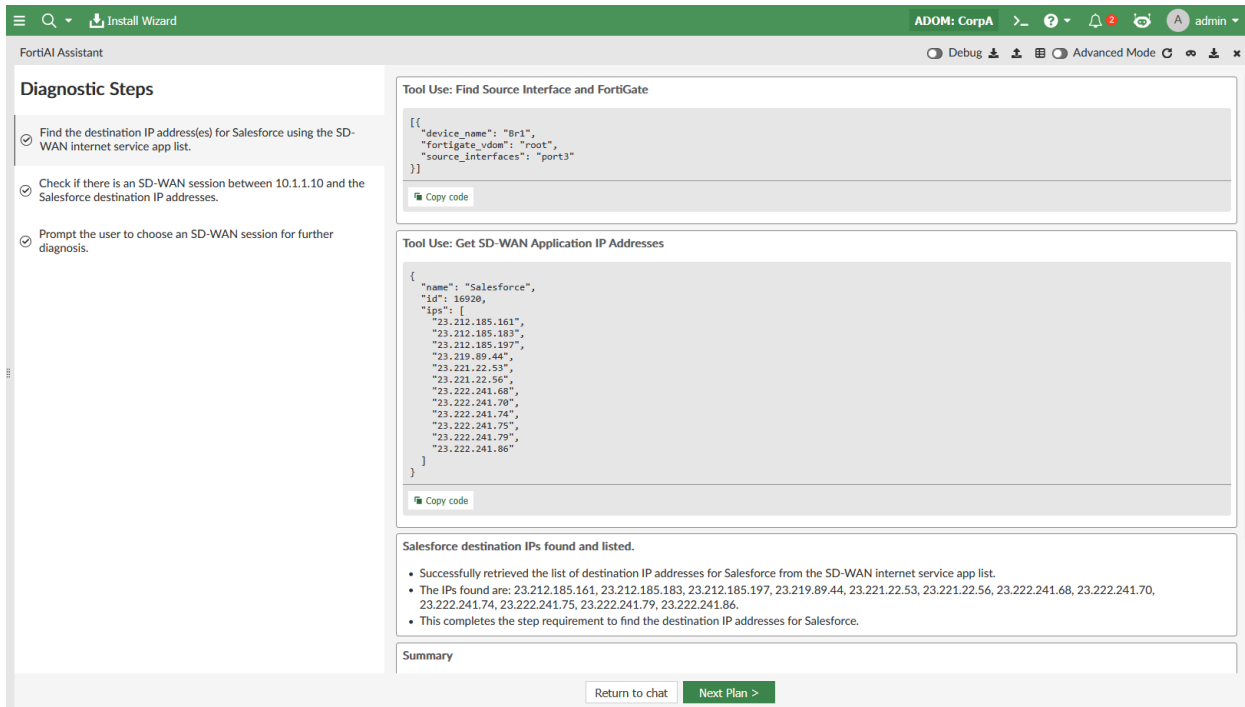 Install Wizard
ADOM: CorpA
>_
2
A
admin
FortiAI Assistant
Debug
Advanced Mode
Diagnostic Steps
Find the destination IP address(es) for Salesforce using the SD-
WAN internet service app list.
Check if there is an SD-WAN session between 10.1.1.10 and the
Salesforce destination IP addresses.
Prompt the user to choose an SD-WAN session for further
diagnosis.
Tool Use: Find Source Interface and FortiGate
[{
"device_name": "Br1",
"fortigate_vdom": "root",
"source_interfaces": "port3"
}]
Copy code
Tool Use: Get SD-WAN Application IP Addresses
{
"name": "Salesforce",
"id": 16920,
"ips": [
"23.212.185.161",
"23.212.185.183",
"23.212.185.197",
"23.219.89.44",
"23.221.22.53",
"23.221.22.56",
"23.222.241.68",
"23.222.241.70",
"23.222.241.74",
"23.222.241.75",
"23.222.241.79",
"23.222.241.86"
]
}
Copy code
Salesforce destination IPs found and listed.
• Successfully retrieved the list of destination IP addresses for Salesforce from the SD-WAN internet service app list.
• The IPs found are: 23.212.185.161, 23.212.185.183, 23.212.185.197, 23.219.89.44, 23.221.22.53, 23.221.22.56, 23.222.241.68, 23.222.241.70,
23.222.241.74, 23.222.241.75, 23.222.241.79, 23.222.241.86.
• This completes the step requirement to find the destination IP addresses for Salesforce.
Summary
Return to chat
Next Plan >